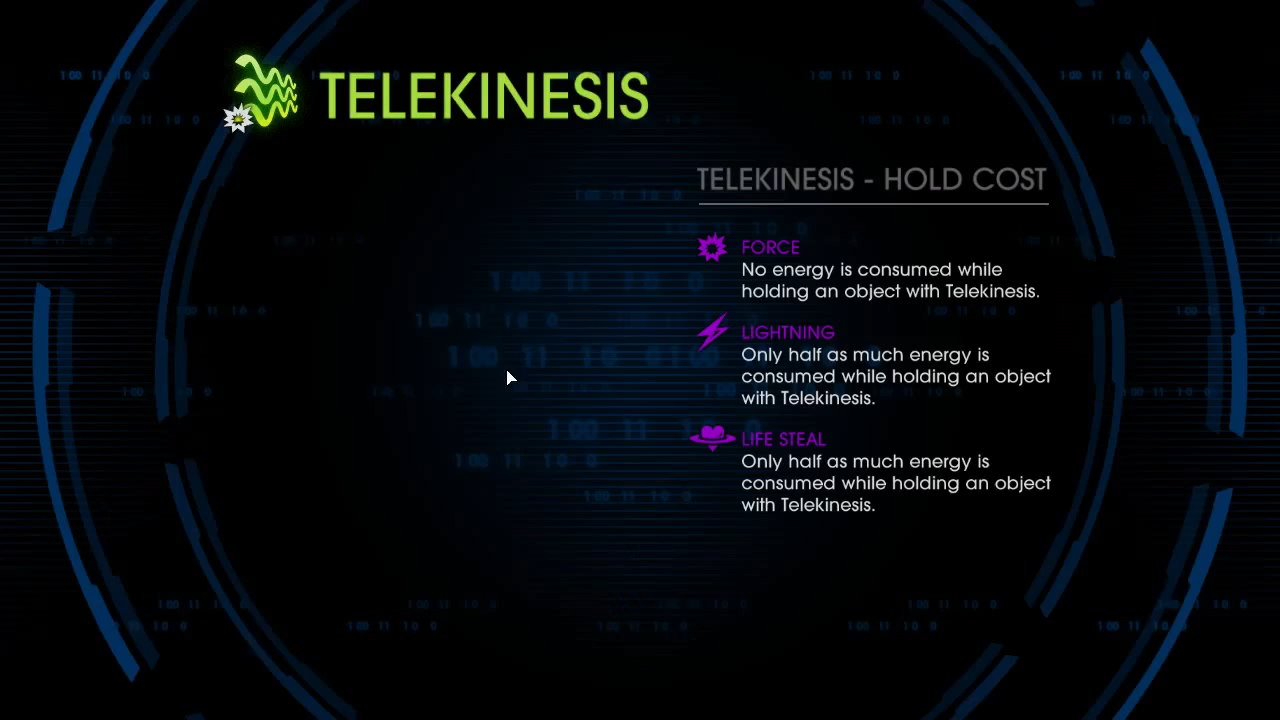 TELEKINESIS
TELEKINESIS - HOLD COST
FORCE
No energy is consumed while
holding an object with Telekinesis.
LIGHTNING
Only half as much energy is
consumed while holding an object
with Telekinesis.
LIFE STEAL
Only half as much energy is
consumed while holding an object
with Telekinesis.